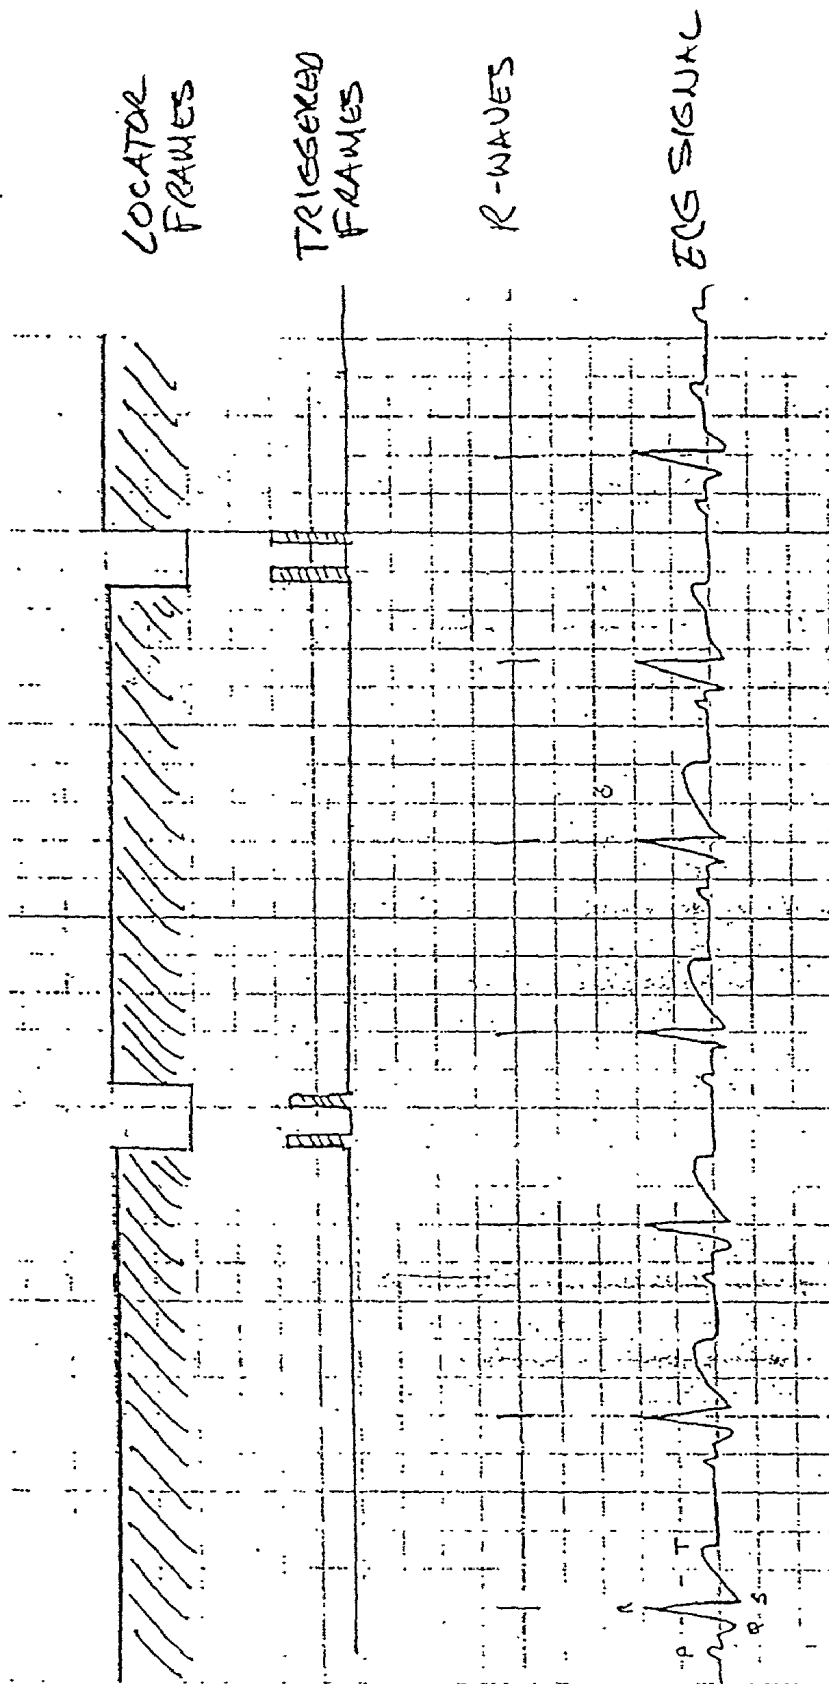 LOCATOR
FRAMES
TRIGGERED
FRAMES
R-WAVES
ECG SIGNAL
P
Q
R
S
T